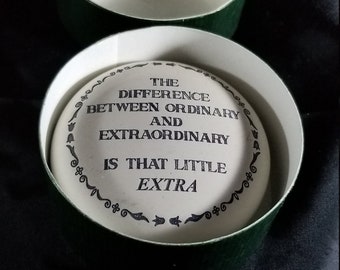 THE
DIFFERENCE
BETWEEN ORDINARY
AND
EXTRAORDINARY
IS THAT LITTLE
EXTRA